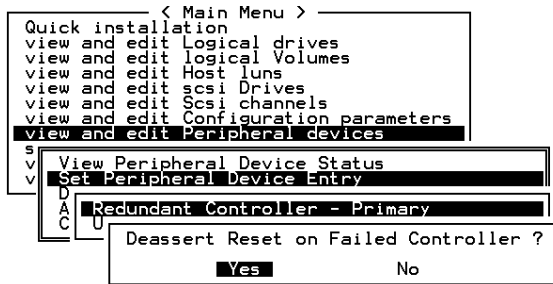 < Main Menu >
Quick installation
view and edit Logical drives
view and edit logical Volumes
view and edit Host luns
view and edit scsi Drives
view and edit Scsi channels
view and edit Configuration parameters
view and edit Peripheral devices
s
v View Peripheral Device Status
v Set Peripheral Device Entry
D
A Redundant Controller - Primary
C U
Deassert Reset on Failed Controller ?
Yes No